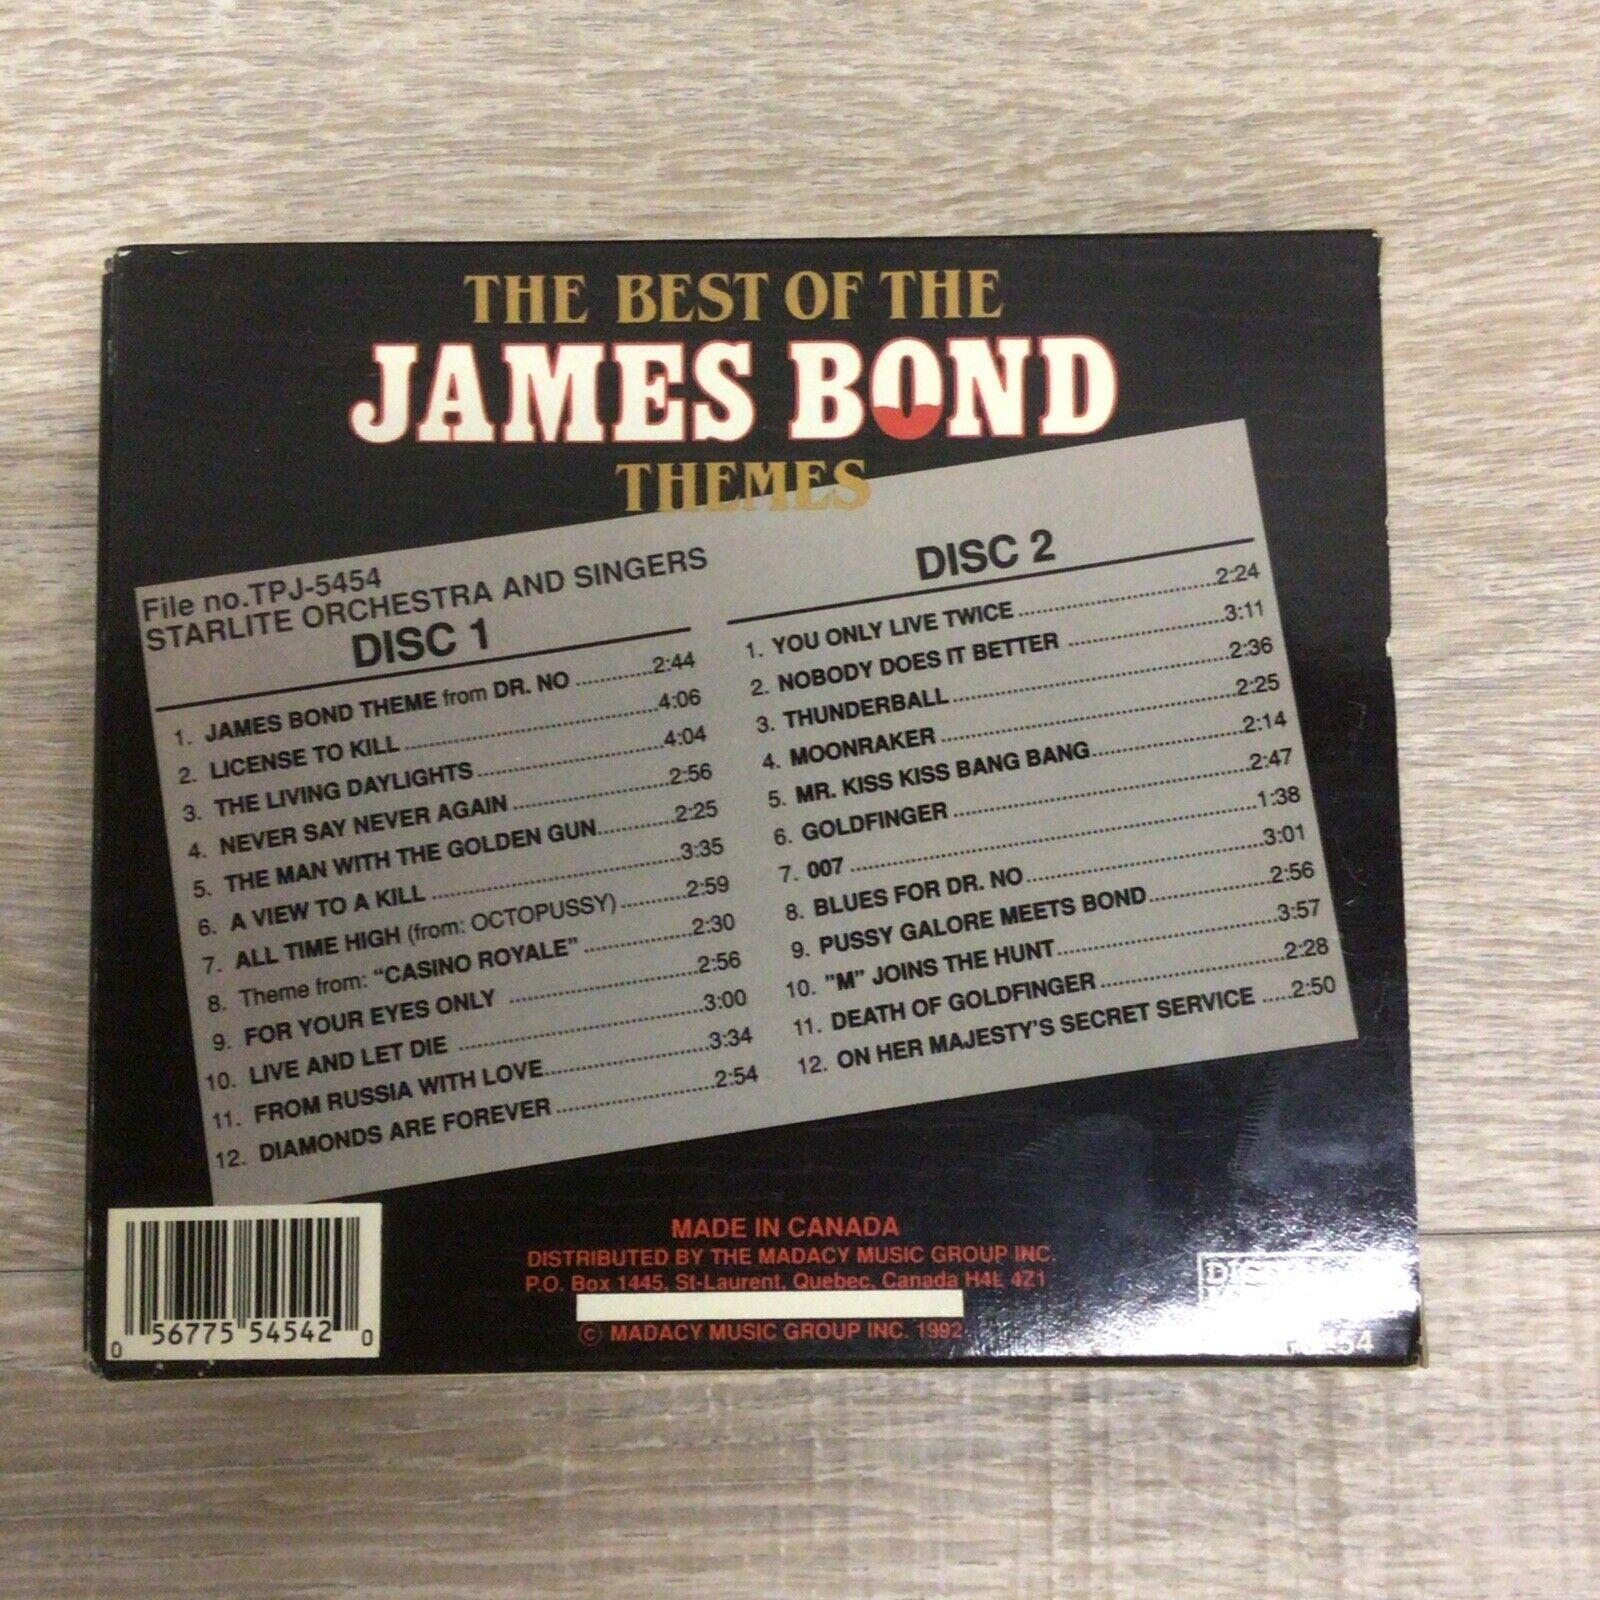 THE BEST OF THE
JAMES BOND
THEMES
File no.TPJ-5454
STARLITE ORCHESTRA AND SINGERS
DISC 1
1. JAMES BOND THEME from DR. NO ............2:44
2. LICENSE TO KILL ............4:06
3. THE LIVING DAYLIGHTS ............4:04
4. NEVER SAY NEVER AGAIN ............2:56
5. THE MAN WITH THE GOLDEN GUN............2:25
6. A VIEW TO A KILL ............3:35
7. ALL TIME HIGH (from: OCTOPUSSY)............2:59
8. Theme from: "CASINO ROYALE" ............2:30
9. FOR YOUR EYES ONLY ............2:56
10. LIVE AND LET DIE ............3:00
11. FROM RUSSIA WITH LOVE............3:34
12. DIAMONDS ARE FOREVER ............2:54
DISC 2
1. YOU ONLY LIVE TWICE ............2:24
2. NOBODY DOES IT BETTER ............3:11
3. THUNDERBALL............2:36
4. MOONRAKER ............2:25
5. MR. KISS KISS BANG BANG............2:14
6. GOLDFINGER ............2:47
7. 007 ............1:38
8. BLUES FOR DR. NO............3:01
9. PUSSY GALORE MEETS BOND............2:56
10. "M" JOINS THE HUNT............3:57
11. DEATH OF GOLDFINGER ............2:28
12. ON HER MAJESTY'S SECRET SERVICE .....2:50
MADE IN CANADA
DISTRIBUTED BY THE MADACY MUSIC GROUP INC.
P.O. Box 1445, St-Laurent, Quebec, Canada H4L 4Z1
© MADACY MUSIC GROUP INC. 1992
0 56775 54542 0